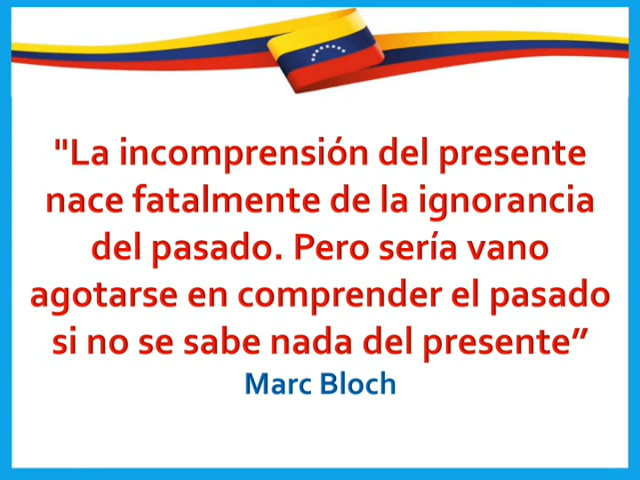 "La incomprensión del presente
nace fatalmente de la ignorancia
del pasado. Pero sería vano
agotarse en comprender el pasado
si no se sabe nada del presente”
Marc Bloch